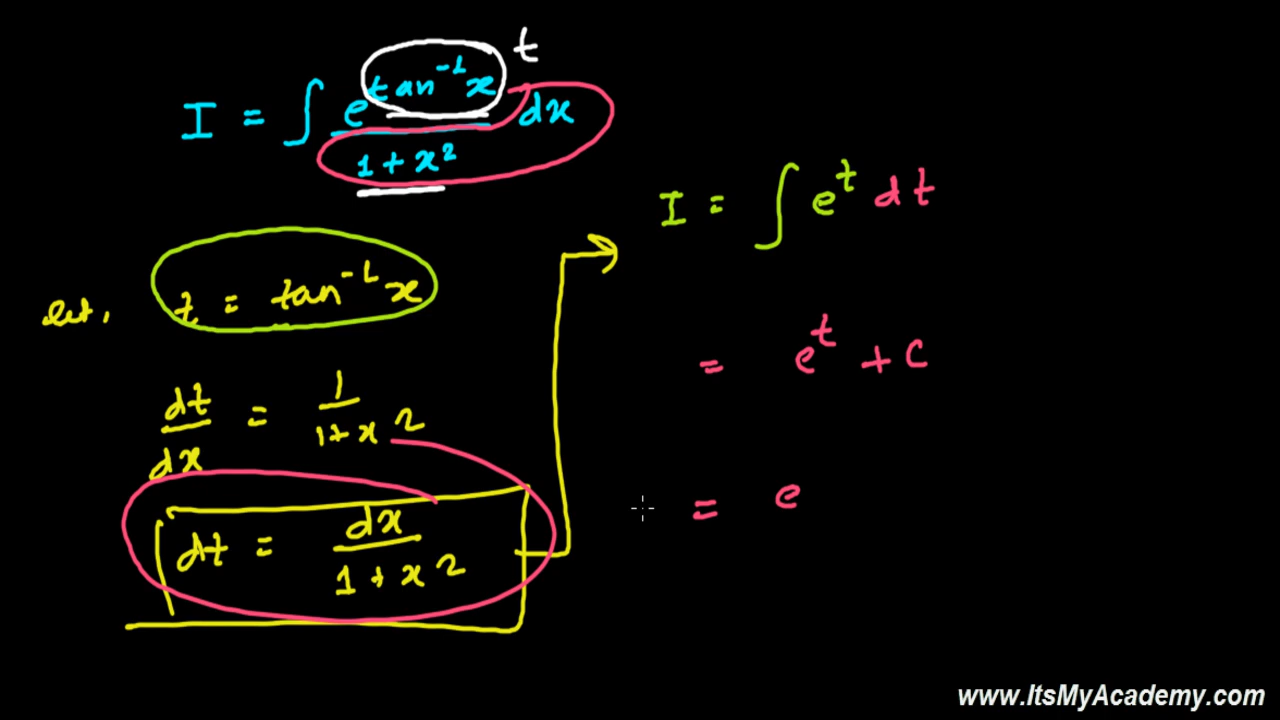 I = ∫ e^(tan⁻¹x) / (1 + x²) dx
t
let, t = tan⁻¹x
dt/dx = 1/(1+x2)
dt = dx/(1+x2)
I = ∫ e^t dt
= e^t + c
= e
www.ItsMyAcademy.com